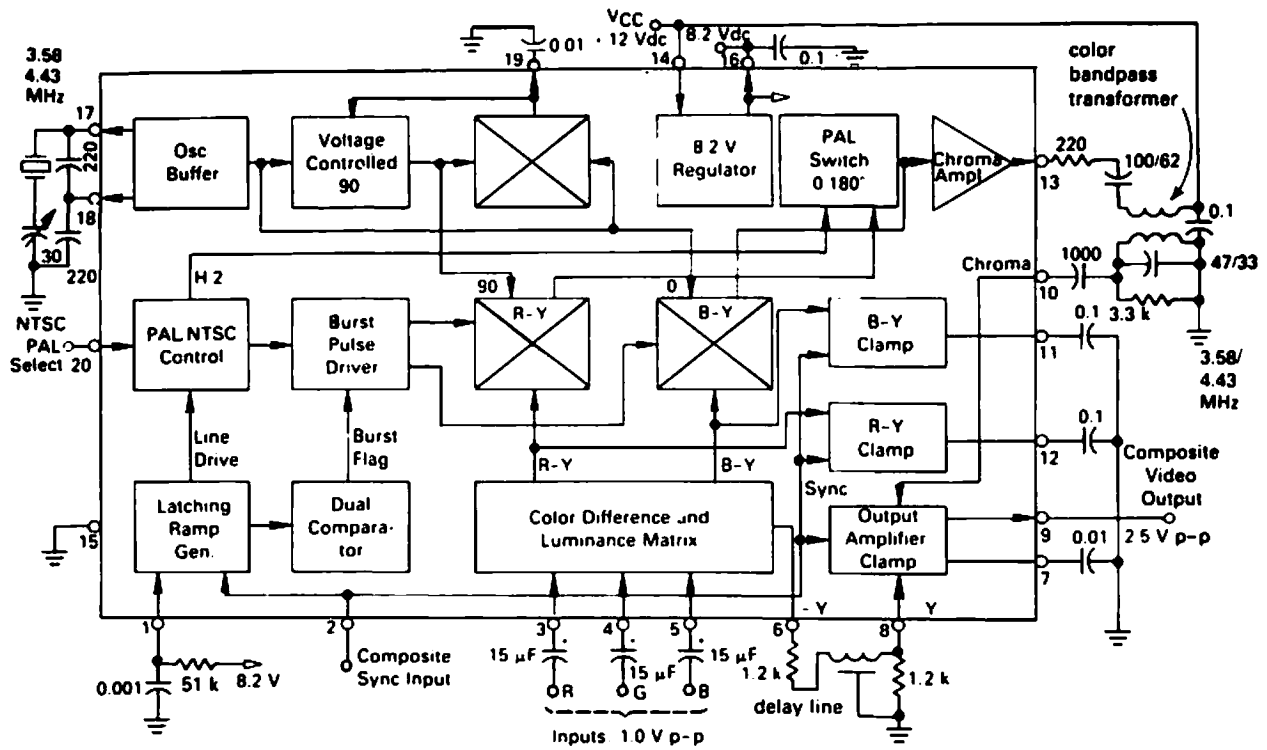 VCC
12 Vdc
8.2 Vdc
0 01
0.1
19
14
16
color
bandpass
transformer
3.58
4.43
MHz
17
220
18
30
220
Osc
Buffer
Voltage
Controlled
90
8 2 V
Regulator
PAL
Switch
0 180°
Chroma
Ampl
13
220
100/62
0.1
H 2
90
0
R-Y
B-Y
Chroma
10
1000
47/33
3.3 k
3.58/
4.43
MHz
NTSC
PAL
Select 20
PAL NTSC
Control
Burst
Pulse
Driver
B-Y
Clamp
11
0.1
Line
Drive
Burst
Flag
R-Y
B-Y
R-Y
Clamp
12
0.1
Sync
Composite
Video
Output
15
Latching
Ramp
Gen.
Dual
Compara-
tor
Color Difference and
Luminance Matrix
Output
Amplifier
Clamp
9
2 5 V p-p
0.01
7
1
2
3
4
5
6
- Y
8
Y
0.001
51 k
8.2 V
Composite
Sync Input
15 µF
15 µF
15 µF
R
G
B
Inputs 1.0 V p-p
1.2 k
delay line
1.2 k